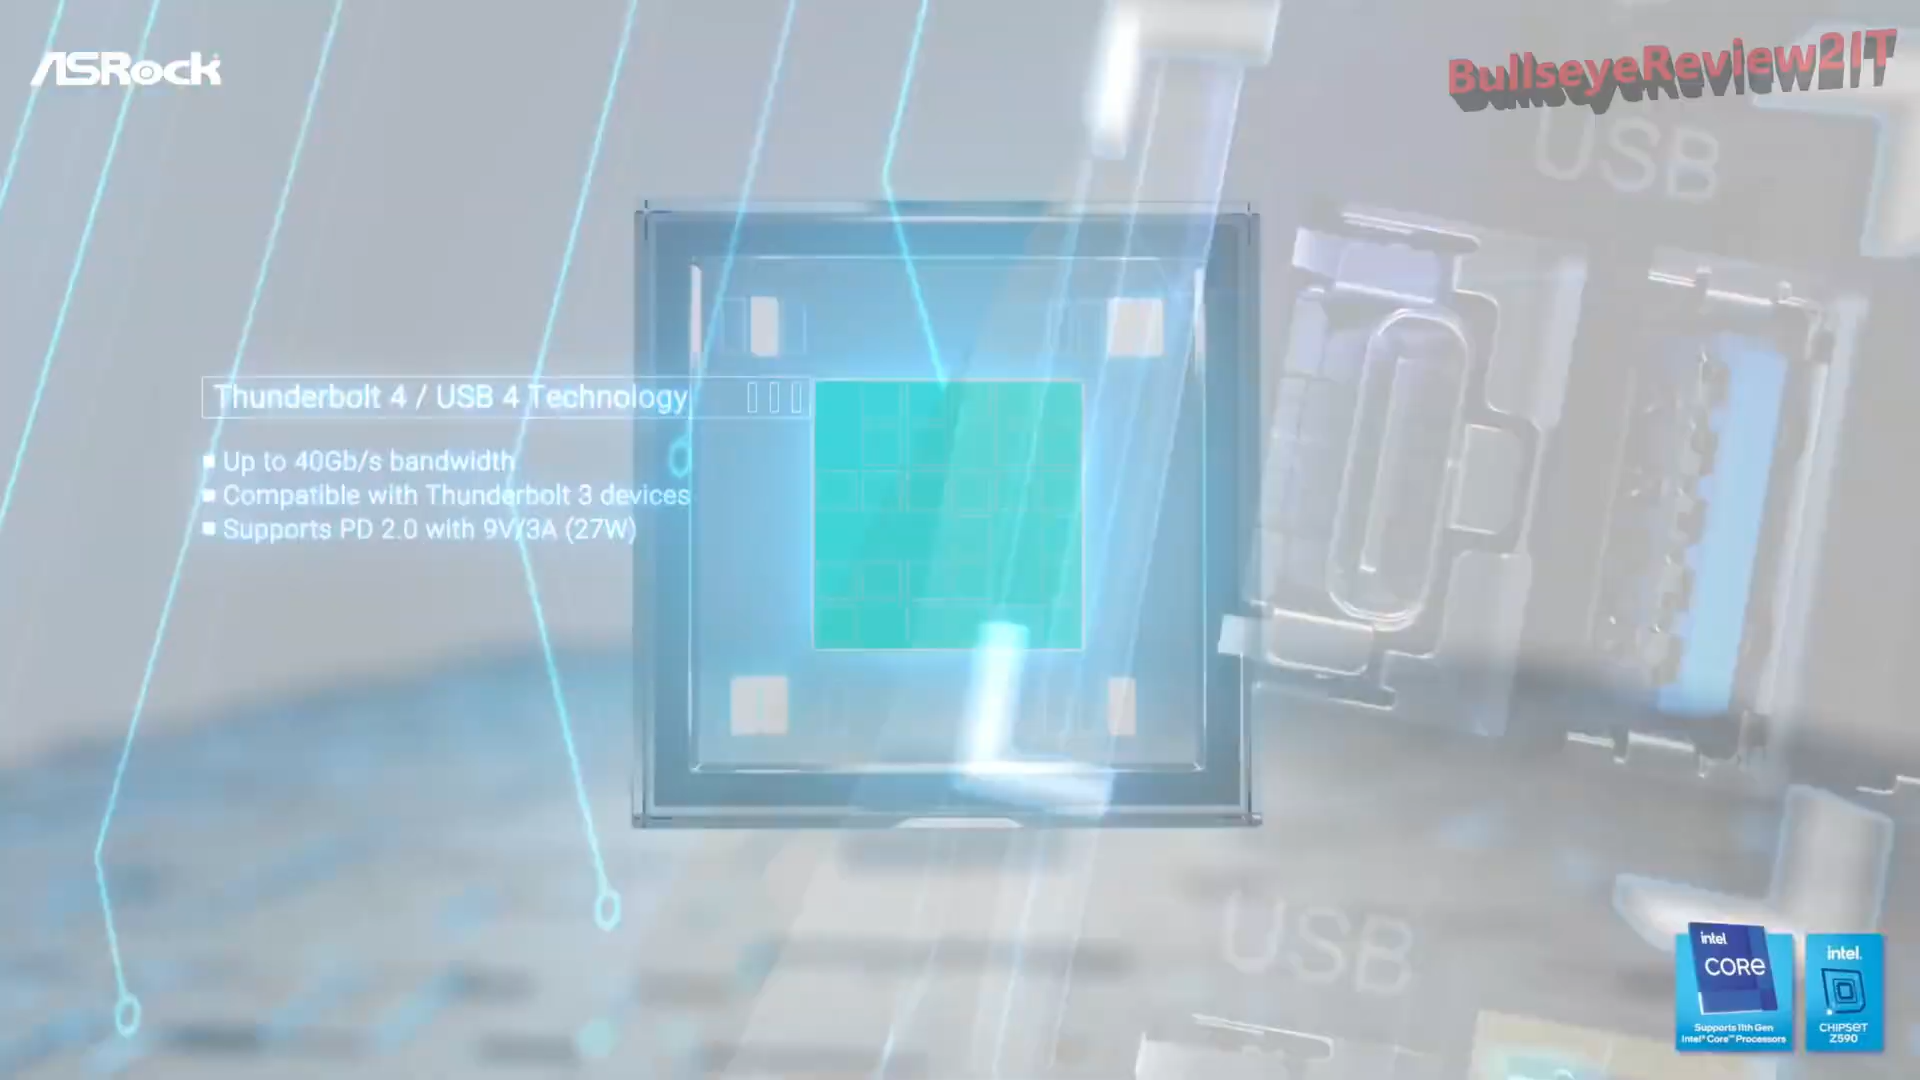 ASRock
BullseyeReview2IT
USB
Thunderbolt 4 / USB 4 Technology
Up to 40Gb/s bandwidth
Compatible with Thunderbolt 3 devices
Supports PD 2.0 with 9V/3A (27W)
USB
intel
CORE
Supports 11th Gen
Intel® Core™ Processors
intel.
CHIPSET
Z590